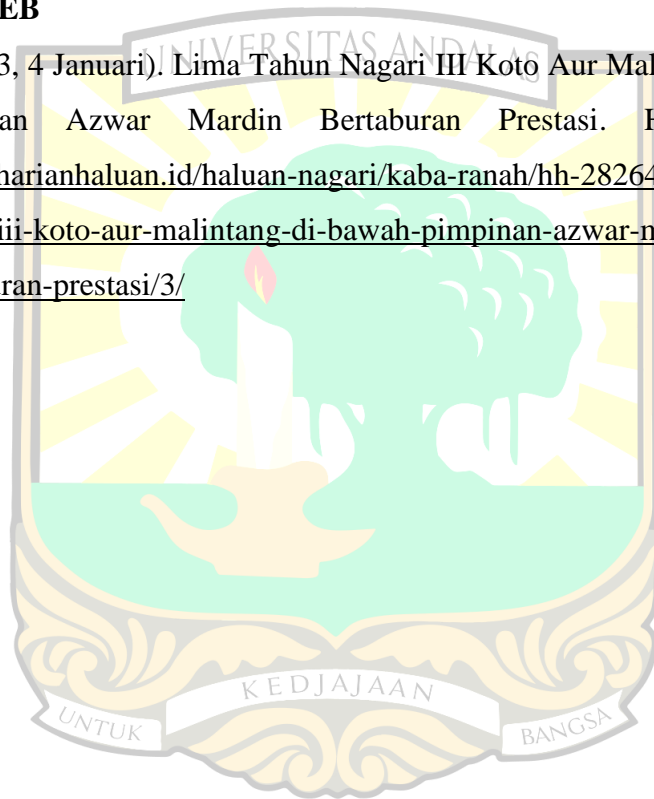 EB
UNIVERSITAS ANDALAS
3, 4 Januari). Lima Tahun Nagari III Koto Aur Mal
an Azwar Mardin Bertaburan Prestasi. H
harianhaluan.id/haluan-nagari/kaba-ranah/hh-28264
iii-koto-aur-malintang-di-bawah-pimpinan-azwar-m
ran-prestasi/3/
UNTUK KEDJAJAAN BANGSA